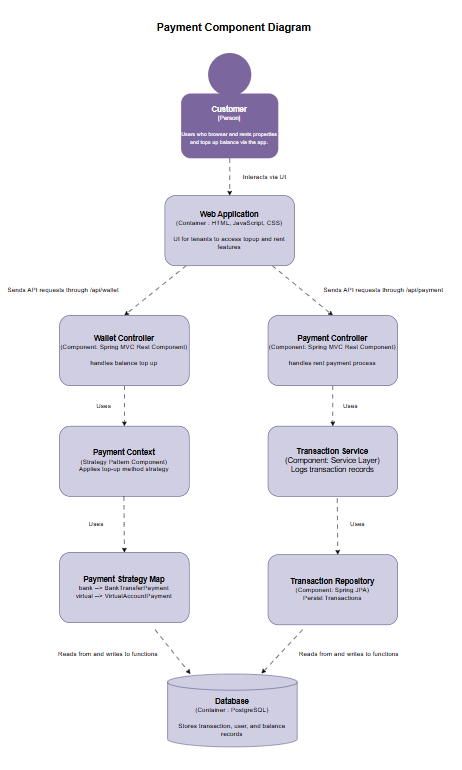 Payment Component Diagram
Customer
[Person]
Users who browser and rents properties
and tops up balance via the app.
Interacts via UI
Web Application
(Container : HTML, JavaScript, CSS)
UI for tenants to access topup and rent
features
Sends API requests through /api/wallet
Sends API requests through /api/payment
Wallet Controller
(Component: Spring MVC Rest Component)
handles balance top up
Payment Controller
(Component: Spring MVC Rest Component)
handles rent payment process
Uses
Uses
Payment Context
(Strategy Pattern Component)
Applies top-up method strategy
Transaction Service
(Component: Service Layer)
Logs transaction records
Uses
Uses
Payment Strategy Map
bank --> BankTransferPayment
virtual --> VirtualAccountPayment
Transaction Repository
(Component: Spring JPA)
Persist Transactions
Reads from and writes to functions
Reads from and writes to functions
Database
(Container : PostgreSQL)
Stores transaction, user, and balance
records